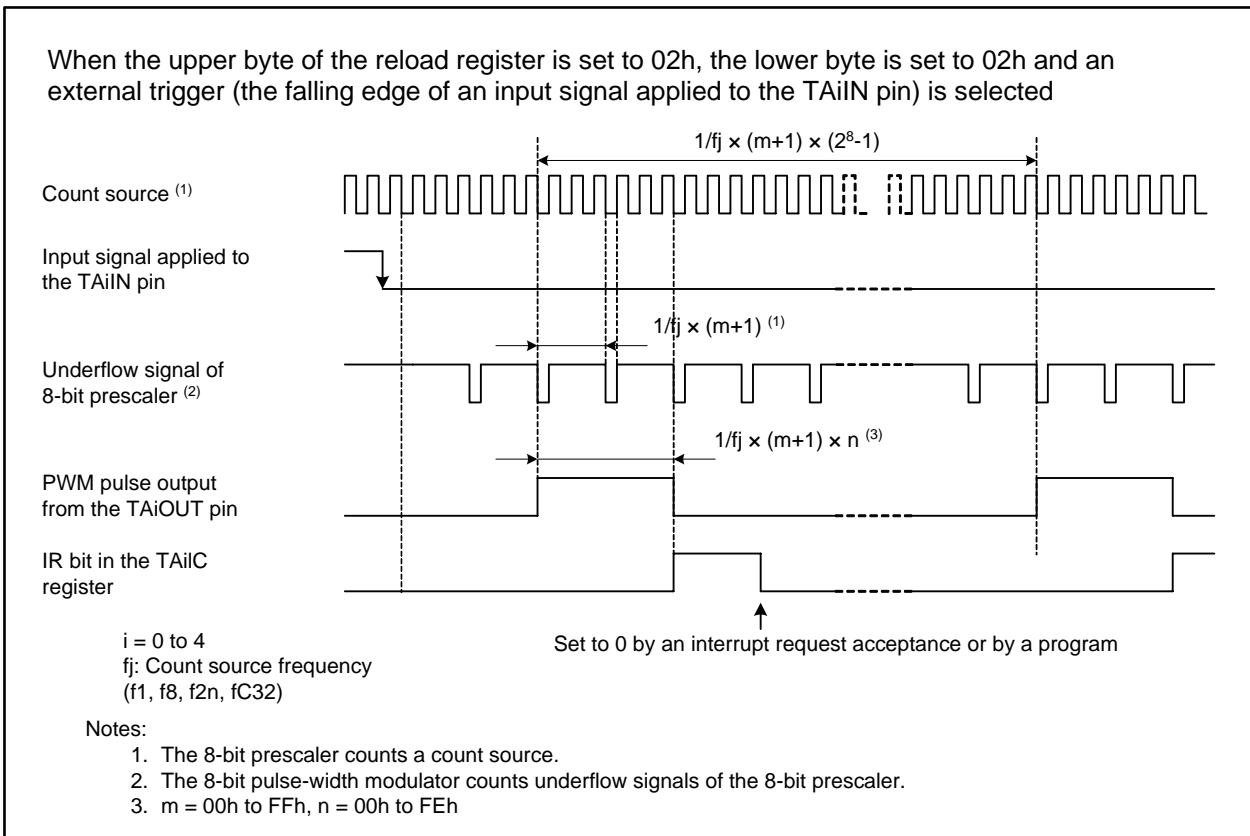 When the upper byte of the reload register is set to 02h, the lower byte is set to 02h and an
external trigger (the falling edge of an input signal applied to the TAiIN pin) is selected
1/fj × (m+1) × (2⁸-1)
Count source (1)
Input signal applied to
the TAiIN pin
1/fj × (m+1) (1)
Underflow signal of
8-bit prescaler (2)
1/fj × (m+1) × n (3)
PWM pulse output
from the TAiOUT pin
IR bit in the TAiIC
register
Set to 0 by an interrupt request acceptance or by a program
i = 0 to 4
fj: Count source frequency
(f1, f8, f2n, fC32)
Notes:
1. The 8-bit prescaler counts a count source.
2. The 8-bit pulse-width modulator counts underflow signals of the 8-bit prescaler.
3. m = 00h to FFh, n = 00h to FEh